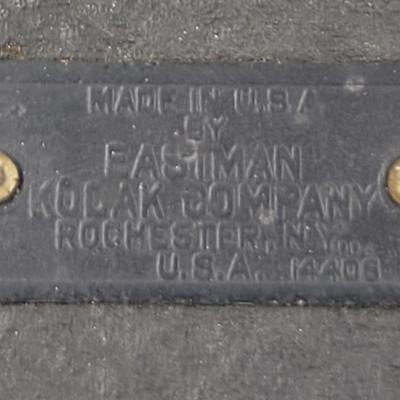 MADE IN U.S.A
BY
EASTMAN
KODAK COMPANY
ROCHESTER, N.Y.
U.S.A. 14406